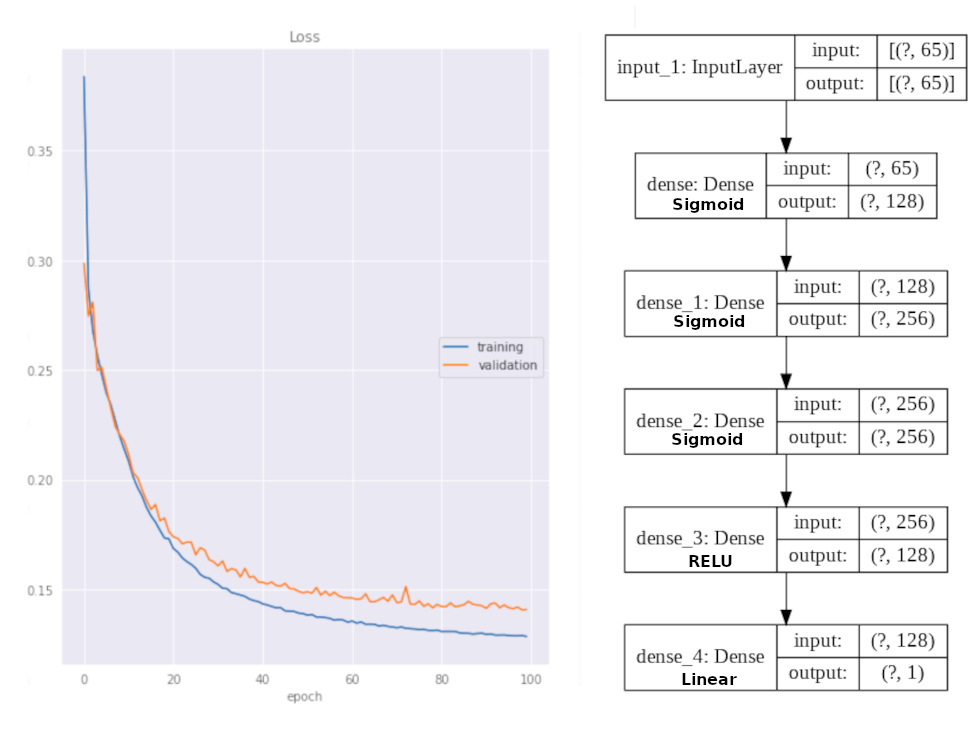 Loss
0.35
0.30
0.25
0.20
0.15
training
validation
0 20 40 60 80 100
epoch
input_1: InputLayer
input: [(?, 65)]
output: [(?, 65)]
dense: Dense
Sigmoid
input: (?, 65)
output: (?, 128)
dense_1: Dense
Sigmoid
input: (?, 128)
output: (?, 256)
dense_2: Dense
Sigmoid
input: (?, 256)
output: (?, 256)
dense_3: Dense
RELU
input: (?, 256)
output: (?, 128)
dense_4: Dense
Linear
input: (?, 128)
output: (?, 1)